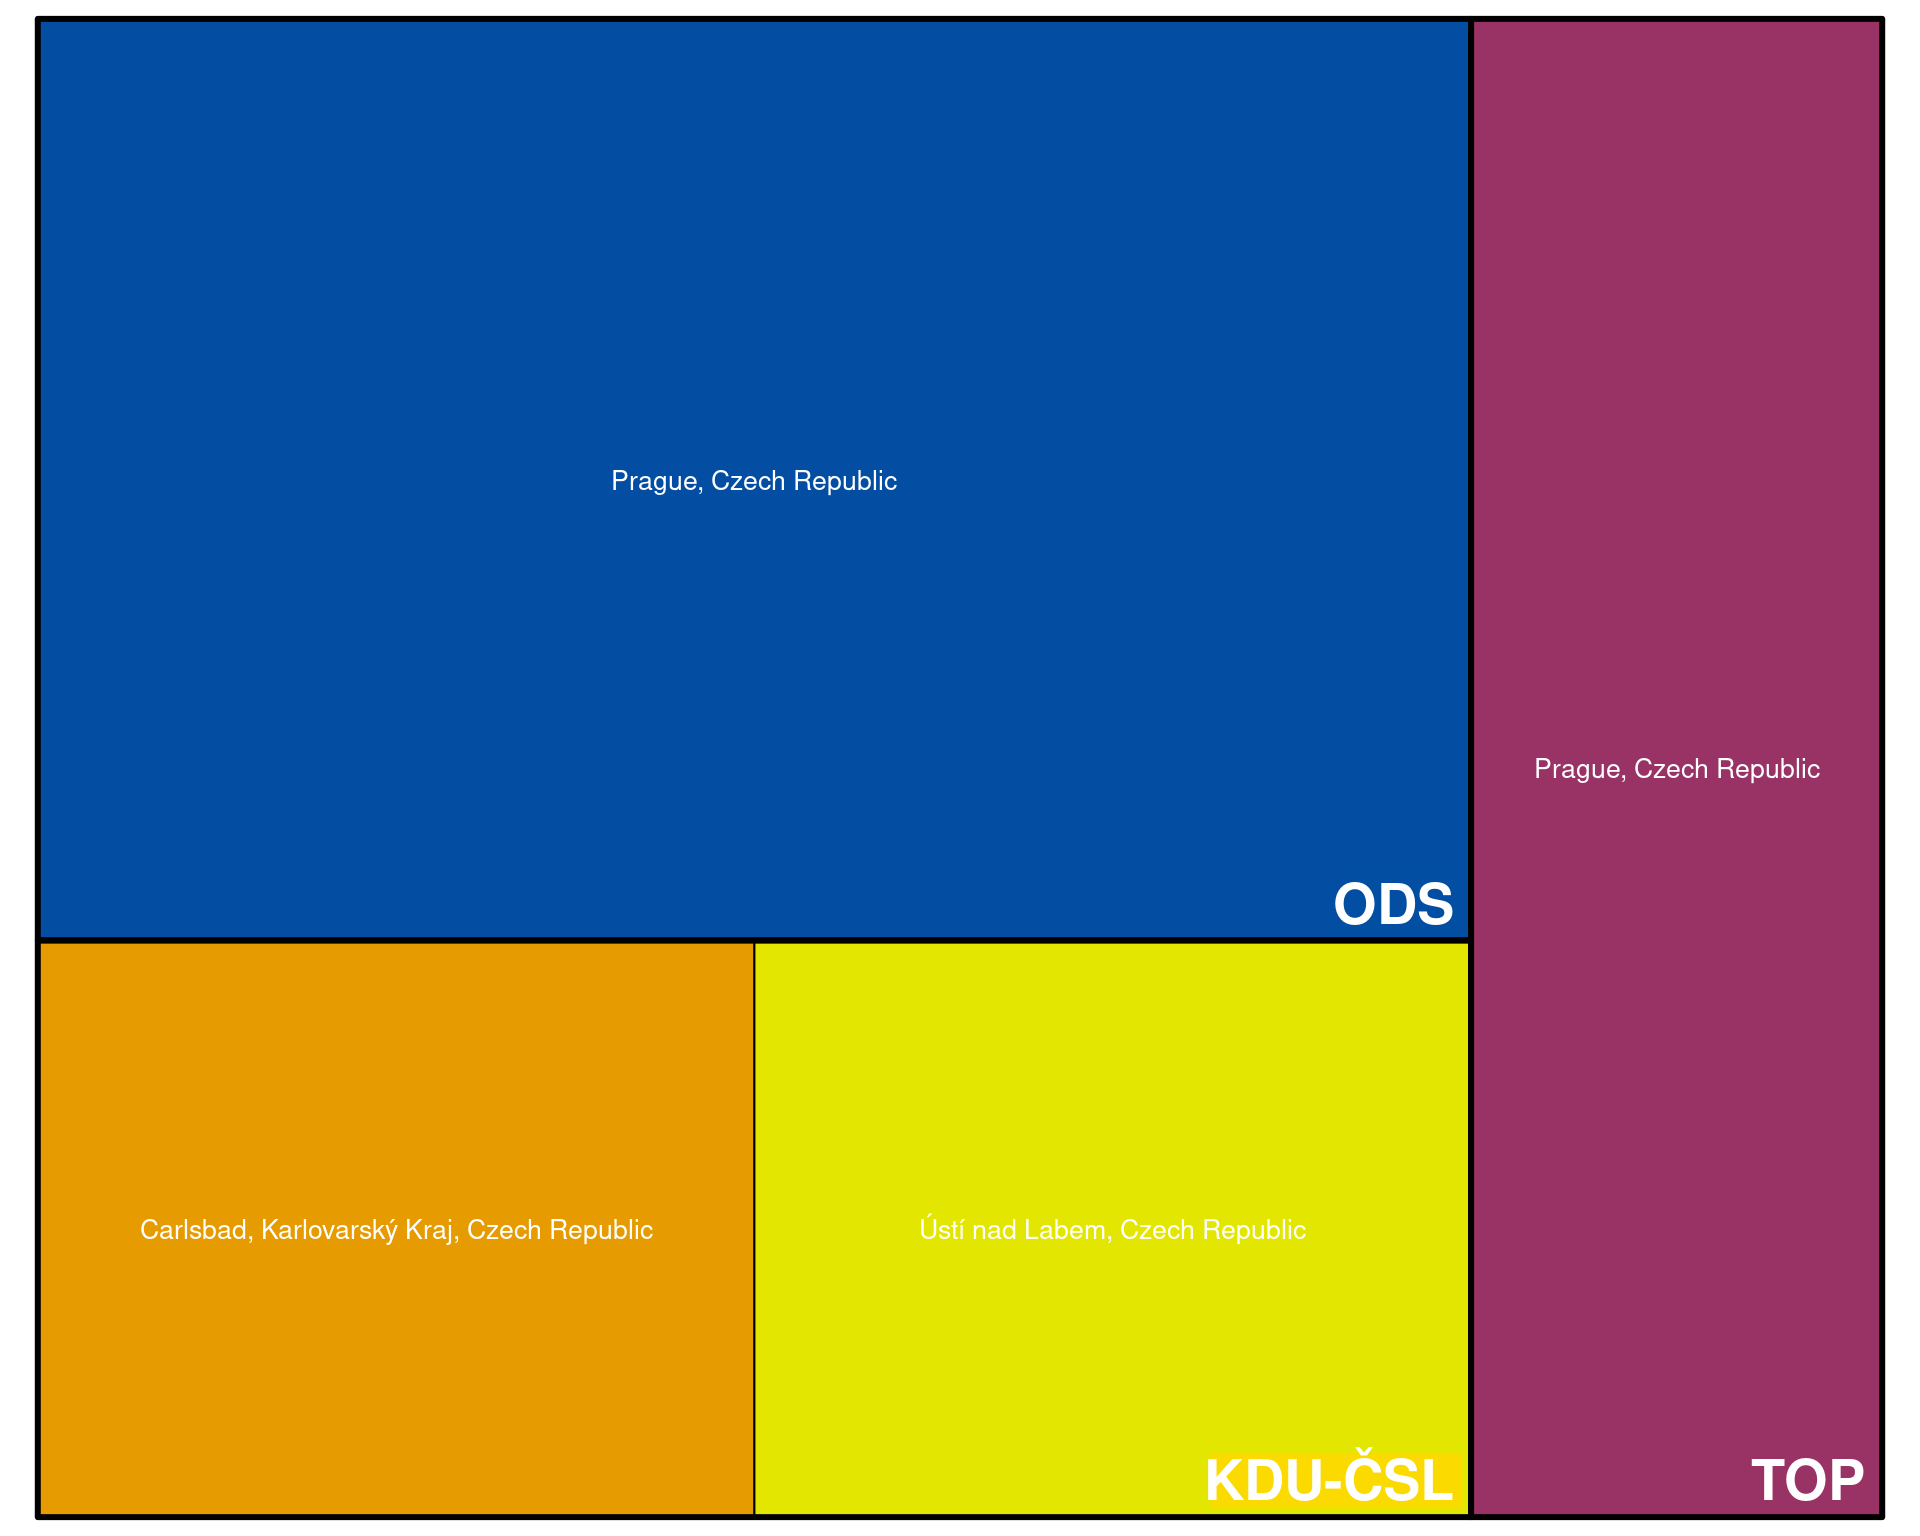 Prague, Czech Republic
ODS
Prague, Czech Republic
TOP
Carlsbad, Karlovarský Kraj, Czech Republic
Ústí nad Labem, Czech Republic
KDU-ČSL